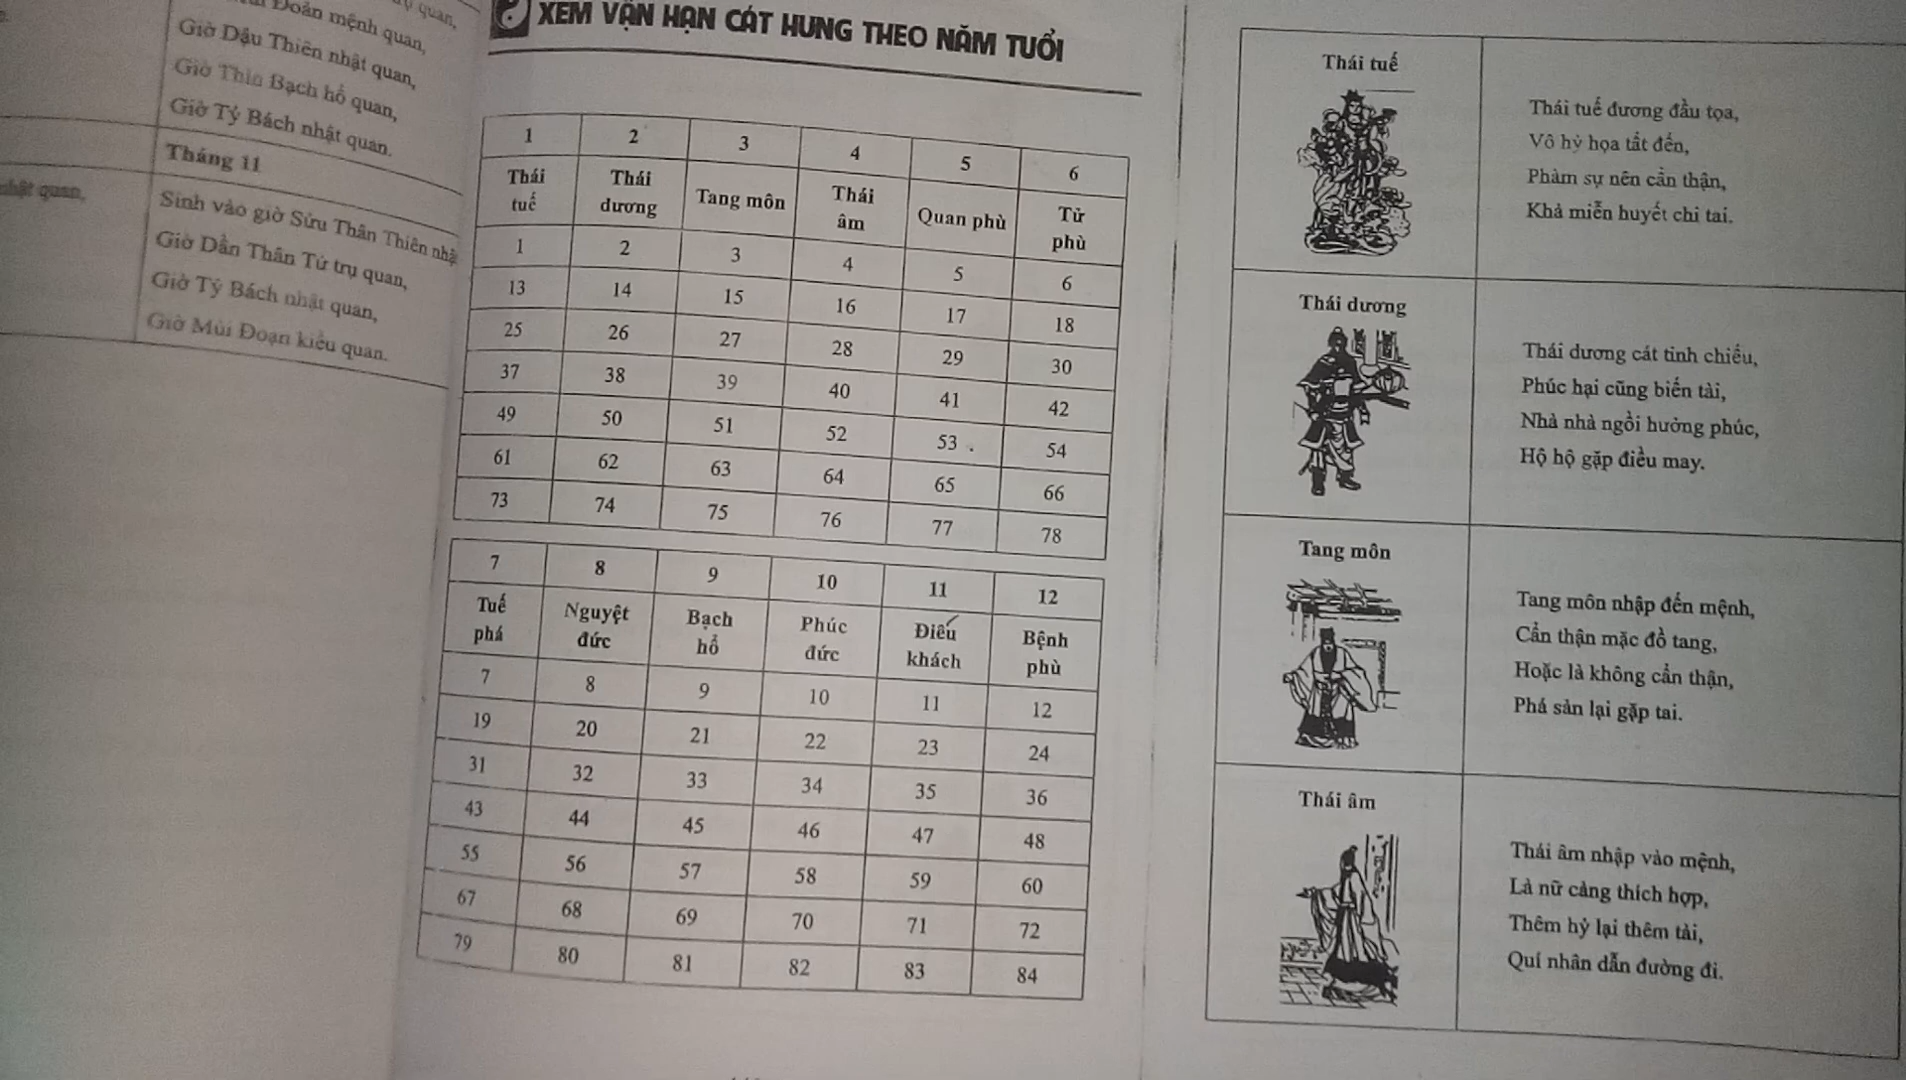 Đoản mệnh quan,
Giờ Dậu Thiên nhật quan,
Giờ Thìn Bạch hổ quan,
Giờ Tỷ Bách nhật quan.
Tháng 11
nhật quan,
Sinh vào giờ Sửu Thân Thiên nhậ
Giờ Dần Thân Tứ trụ quan,
Giờ Tý Bách nhật quan,
Giờ Mùi Đoạn kiều quan.
XEM VẬN HẠN CÁT HUNG THEO NĂM TUỔI
1 2 3 4 5 6
Thái tuế Thái dương Tang môn Thái âm Quan phù Tử phù
1 2 3 4 5 6
13 14 15 16 17 18
25 26 27 28 29 30
37 38 39 40 41 42
49 50 51 52 53 54
61 62 63 64 65 66
73 74 75 76 77 78
7 8 9 10 11 12
Tuế phá Nguyệt đức Bạch hổ Phúc đức Điếu khách Bệnh phù
7 8 9 10 11 12
19 20 21 22 23 24
31 32 33 34 35 36
43 44 45 46 47 48
55 56 57 58 59 60
67 68 69 70 71 72
79 80 81 82 83 84
Thái tuế
Thái tuế đương đầu tọa,
Vô hỷ họa tất đến,
Phàm sự nên cẩn thận,
Khả miễn huyết chi tai.
Thái dương
Thái dương cát tinh chiếu,
Phúc hại cũng biến tài,
Nhà nhà ngồi hưởng phúc,
Hộ hộ gặp điều may.
Tang môn
Tang môn nhập đến mệnh,
Cẩn thận mặc đồ tang,
Hoặc là không cẩn thận,
Phá sản lại gặp tai.
Thái âm
Thái âm nhập vào mệnh,
Là nữ càng thích hợp,
Thêm hỷ lại thêm tài,
Quí nhân dẫn đường đi.